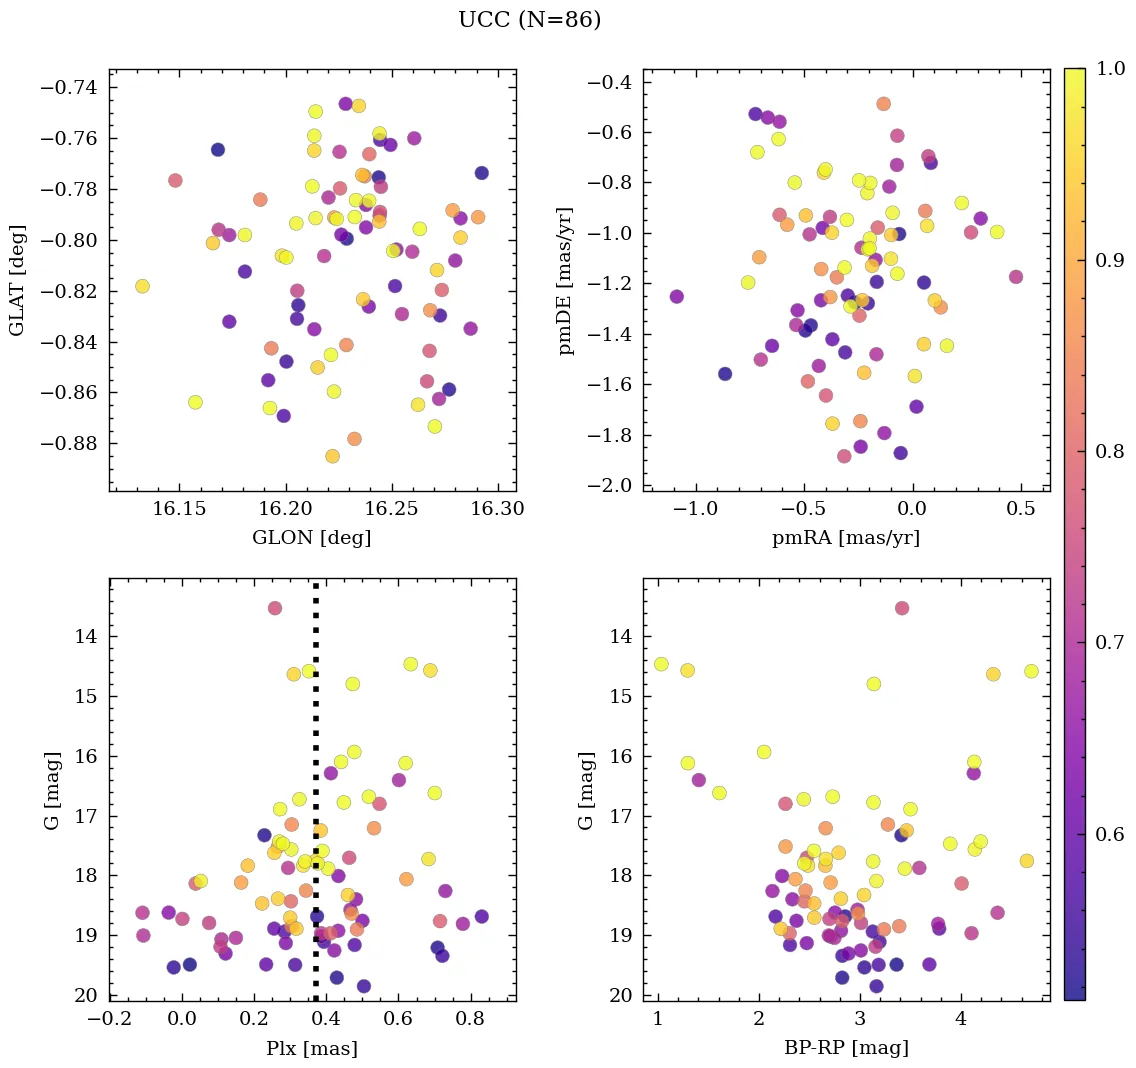 UCC (N=86)
−0.74
−0.76
−0.78
−0.80
−0.82
−0.84
−0.86
−0.88
GLAT [deg]
16.15 16.20 16.25 16.30
GLON [deg]
−0.4
−0.6
−0.8
−1.0
−1.2
−1.4
−1.6
−1.8
−2.0
pmDE [mas/yr]
−1.0 −0.5 0.0 0.5
pmRA [mas/yr]
14
15
16
17
18
19
20
G [mag]
−0.2 0.0 0.2 0.4 0.6 0.8
Plx [mas]
14
15
16
17
18
19
20
G [mag]
1 2 3 4
BP-RP [mag]
1.0
0.9
0.8
0.7
0.6